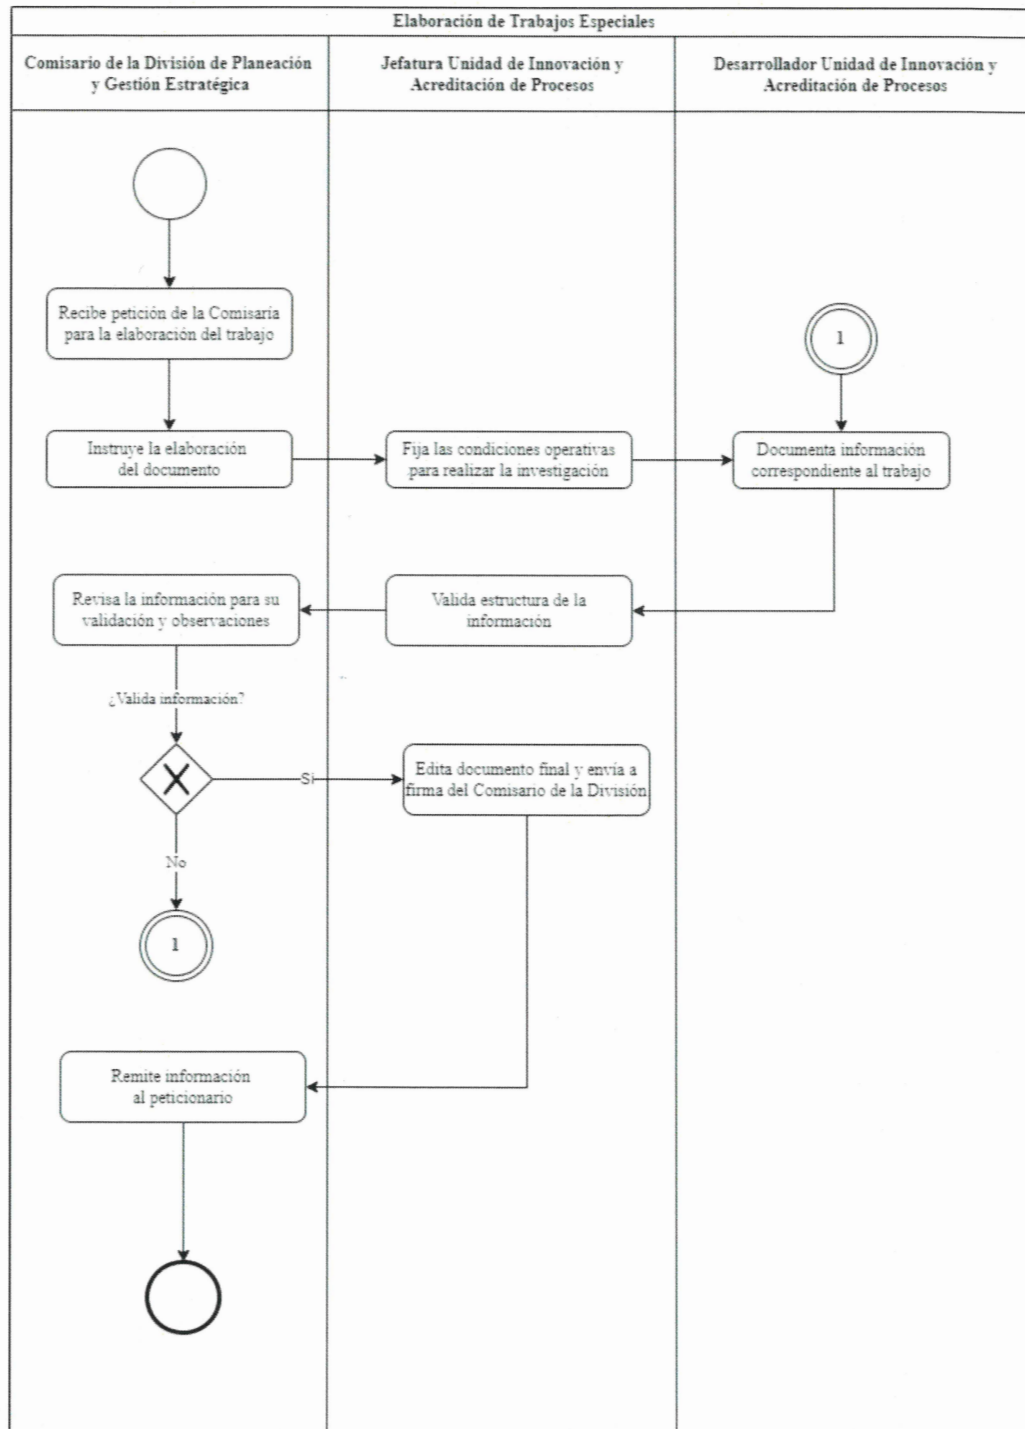 Elaboración de Trabajos Especiales
Comisario de la División de Planeación
y Gestión Estratégica
Jefatura Unidad de Innovación y
Acreditación de Procesos
Desarrollador Unidad de Innovación y
Acreditación de Procesos
Recibe petición de la Comisaría
para la elaboración del trabajo
1
Instruye la elaboración
del documento
Fija las condiciones operativas
para realizar la investigación
Documenta información
correspondiente al trabajo
Revisa la información para su
validación y observaciones
Valida estructura de la
información
¿Valida información?
Si
Edita documento final y envía a
firma del Comisario de la División
No
1
Remite información
al peticionario